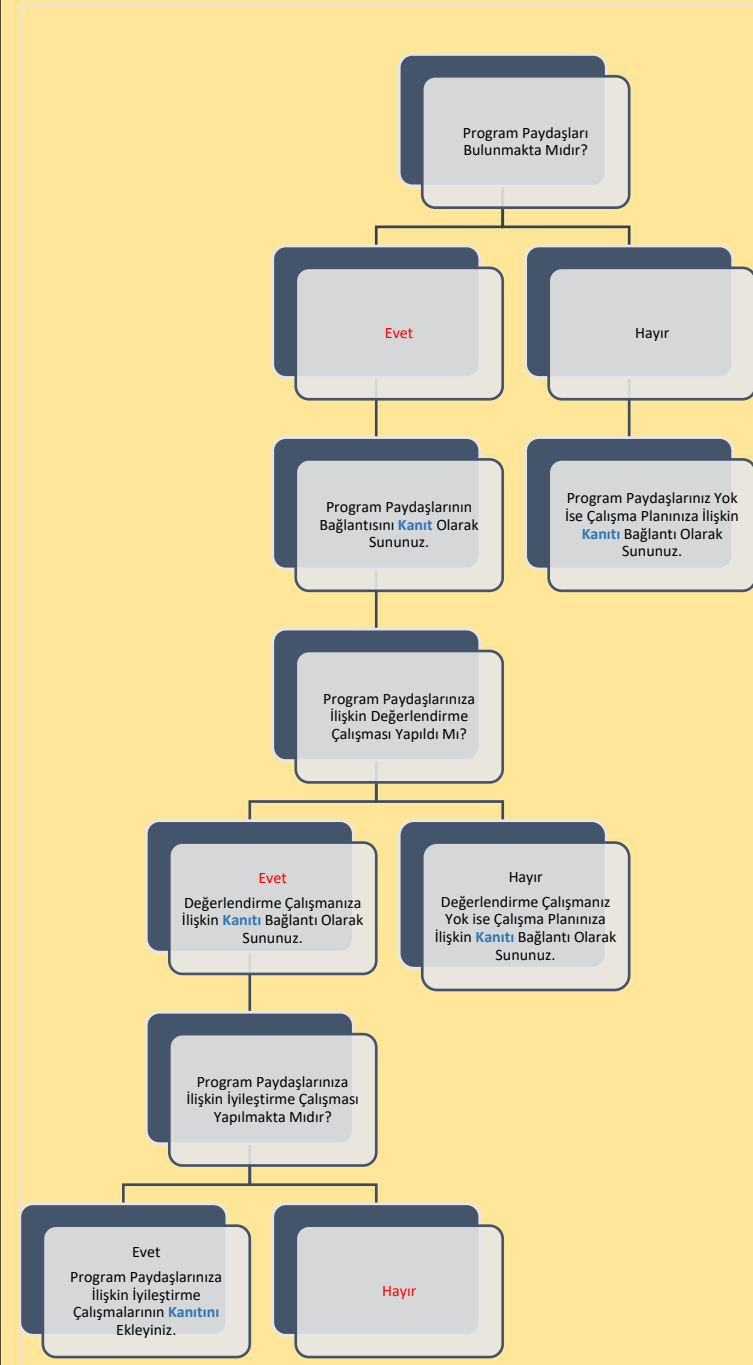 Program Paydaşları
Bulunmakta Mıdır?
Evet
Hayır
Program Paydaşlarının
Bağlantısını Kanıt Olarak
Sununuz.
Program Paydaşlarınız Yok
İse Çalışma Planınıza İlişkin
Kanıtı Bağlantı Olarak
Sununuz.
Program Paydaşlarınıza
İlişkin Değerlendirme
Çalışması Yapıldı Mı?
Evet
Değerlendirme Çalışmanıza
İlişkin Kanıtı Bağlantı Olarak
Sununuz.
Hayır
Değerlendirme Çalışmanız
Yok ise Çalışma Planınıza
İlişkin Kanıtı Bağlantı Olarak
Sununuz.
Program Paydaşlarınıza
İlişkin İyileştirme Çalışması
Yapılmakta Mıdır?
Evet
Program Paydaşlarınıza
İlişkin İyileştirme
Çalışmalarının Kanıtını
Ekleyiniz.
Hayır